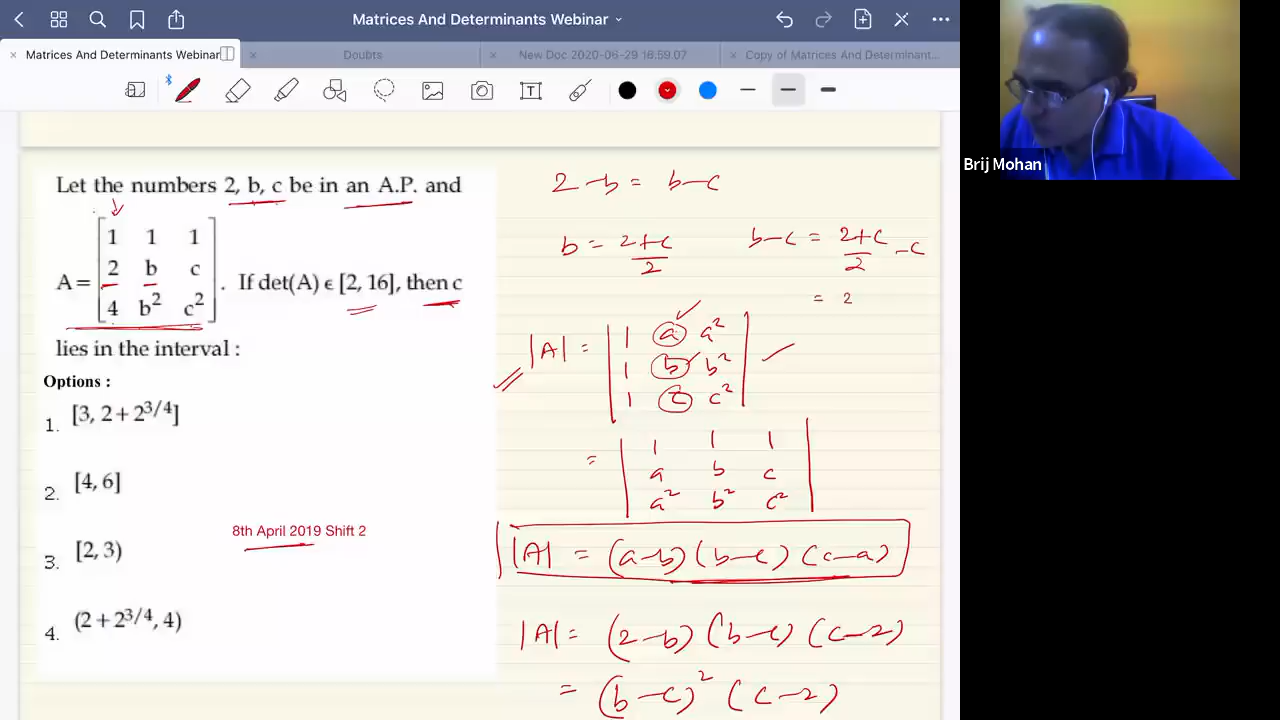 Matrices And Determinants Webinar
Matrices And Determinants Webinar
Doubts
New Doc 2020-06-29 16:59.07
Copy of Matrices And Determinant...
Brij Mohan
Let the numbers 2, b, c be in an A.P. and
A = [1 1 1
2 b c
4 b² c²] . If det(A) ϵ [2, 16], then c
lies in the interval :
Options :
1. [3, 2 + 2^3/4]
2. [4, 6]
3. [2, 3)
4. (2 + 2^3/4, 4)
8th April 2019 Shift 2
2-b = b-c
b = 2+c/2
b-c = 2+c/2 -c
= 2
|A| = |1 a a²
1 b b²
1 c c²|
= |1 1 1
a b c
a² b² c²|
|A| = (a-b) (b-c) (c-a)
|A| = (2-b) (b-c) (c-2)
= (b-c)² (c-2)